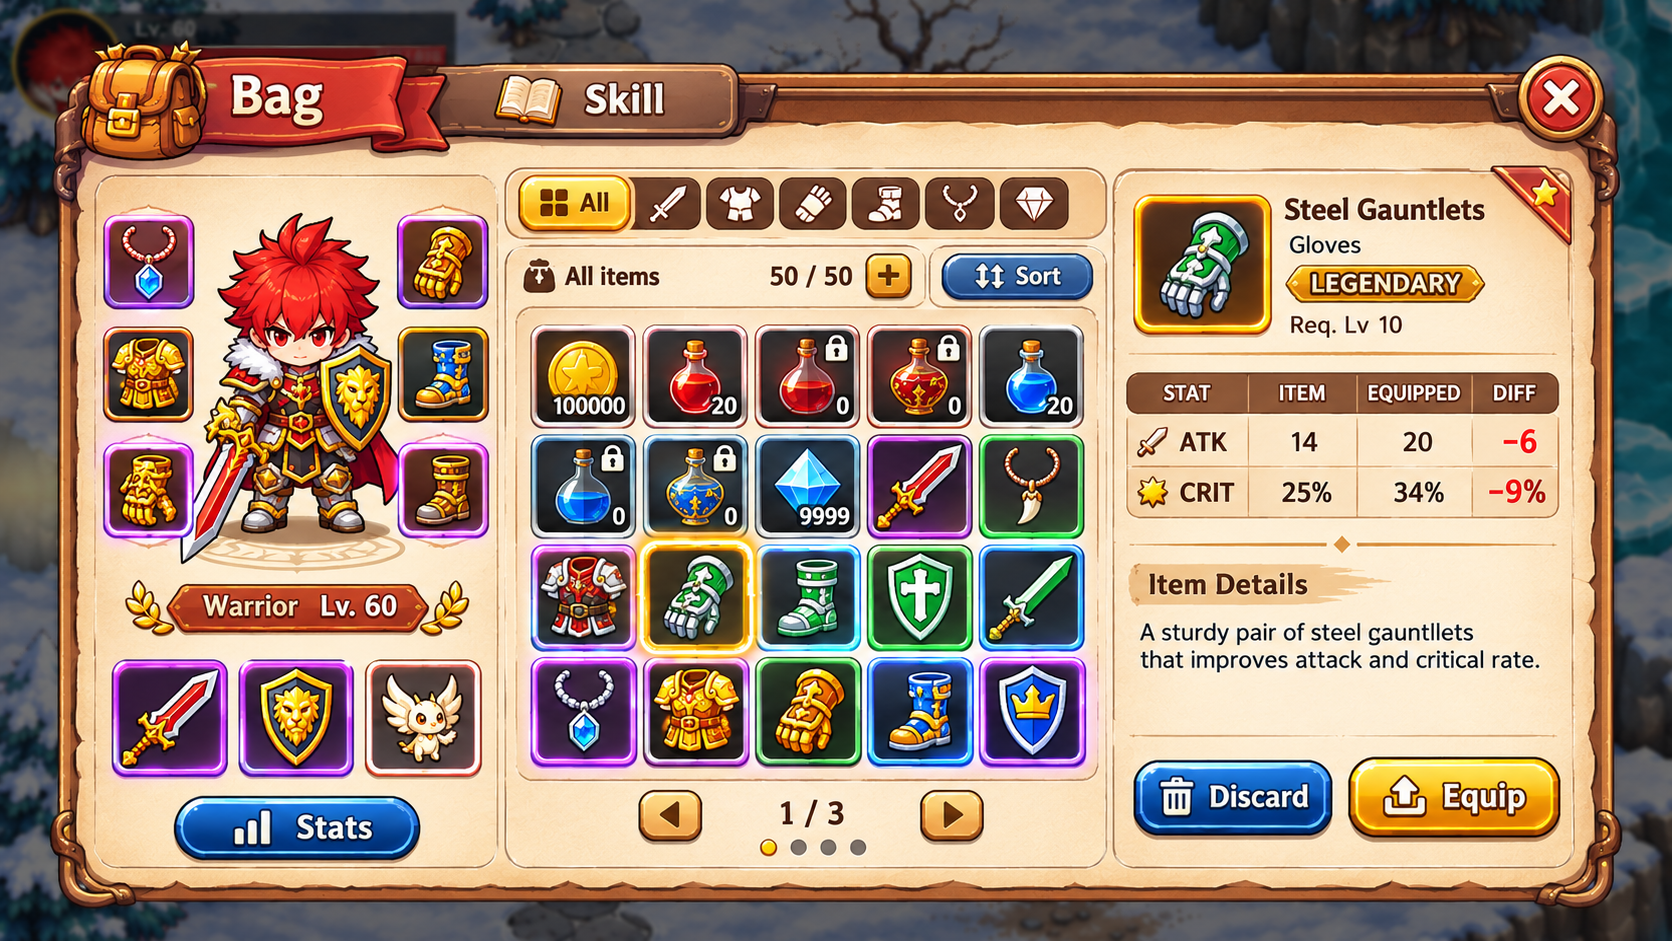 Lv. 60
Bag
Skill
All
All items
50 / 50
+
Sort
100000
20
0
0
20
0
0
9999
Warrior Lv. 60
Stats
1 / 3
Steel Gauntlets
Gloves
LEGENDARY
Req. Lv 10
STAT ITEM EQUIPPED DIFF
ATK 14 20 −6
CRIT 25% 34% −9%
Item Details
A sturdy pair of steel gauntllets
that improves attack and critical rate.
Discard
Equip